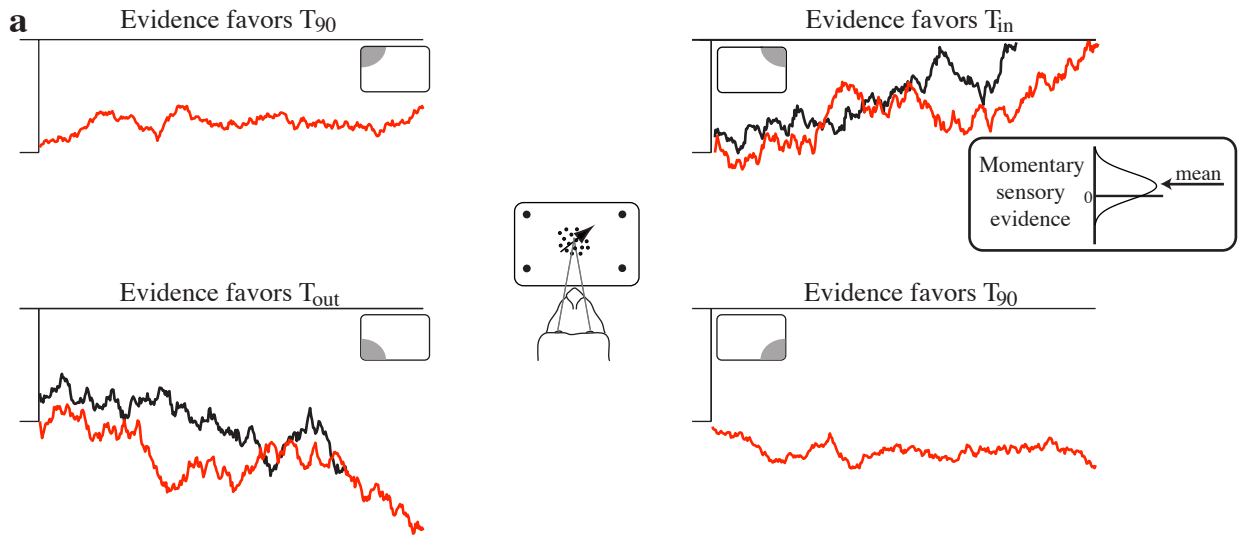 a
Evidence favors T90
Evidence favors Tin
Momentary
sensory
evidence
0
mean
Evidence favors Tout
Evidence favors T90